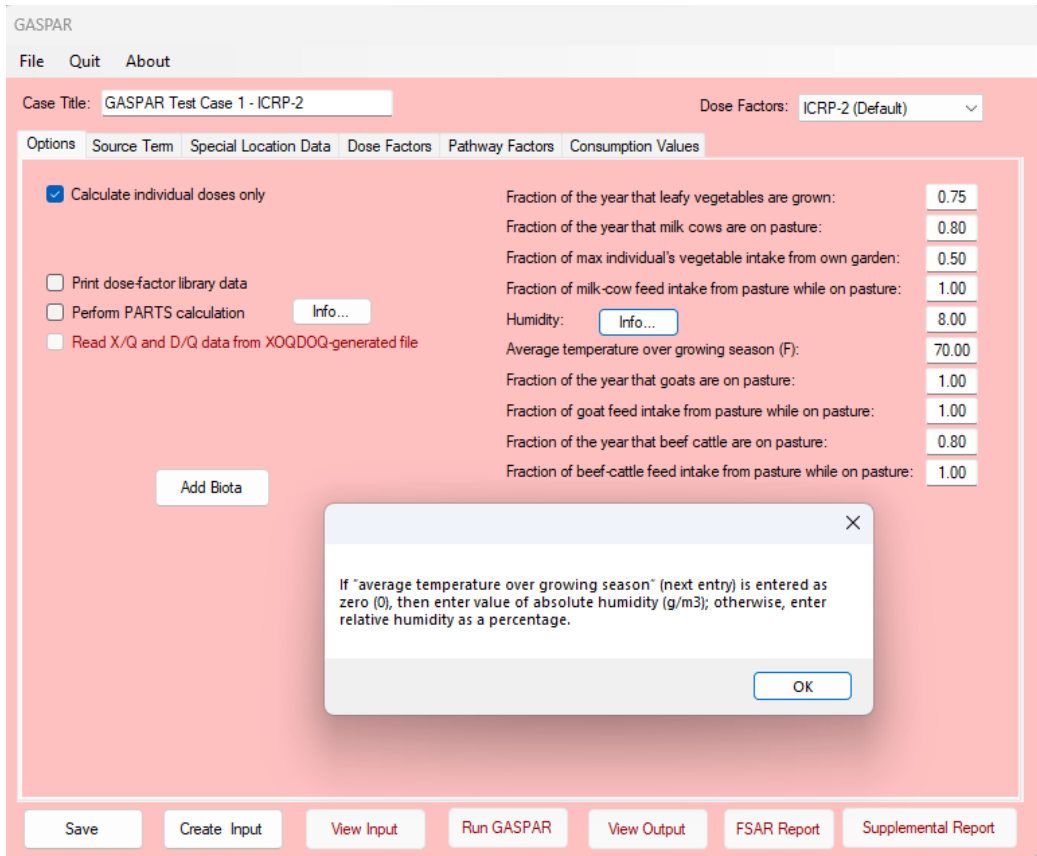 GASPAR
File Quit About
Case Title: GASPAR Test Case 1 - ICRP-2 Dose Factors: ICRP-2 (Default)
Options Source Term Special Location Data Dose Factors Pathway Factors Consumption Values
Calculate individual doses only
Print dose-factor library data
Perform PARTS calculation Info...
Read X/Q and D/Q data from XOQDOQ-generated file
Add Biota
Fraction of the year that leafy vegetables are grown: 0.75
Fraction of the year that milk cows are on pasture: 0.80
Fraction of max individual's vegetable intake from own garden: 0.50
Fraction of milk-cow feed intake from pasture while on pasture: 1.00
Humidity: Info... 8.00
Average temperature over growing season (F): 70.00
Fraction of the year that goats are on pasture: 1.00
Fraction of goat feed intake from pasture while on pasture: 1.00
Fraction of the year that beef cattle are on pasture: 0.80
Fraction of beef-cattle feed intake from pasture while on pasture: 1.00
If "average temperature over growing season" (next entry) is entered as
zero (0), then enter value of absolute humidity (g/m3); otherwise, enter
relative humidity as a percentage.
OK
Save Create Input View Input Run GASPAR View Output FSAR Report Supplemental Report